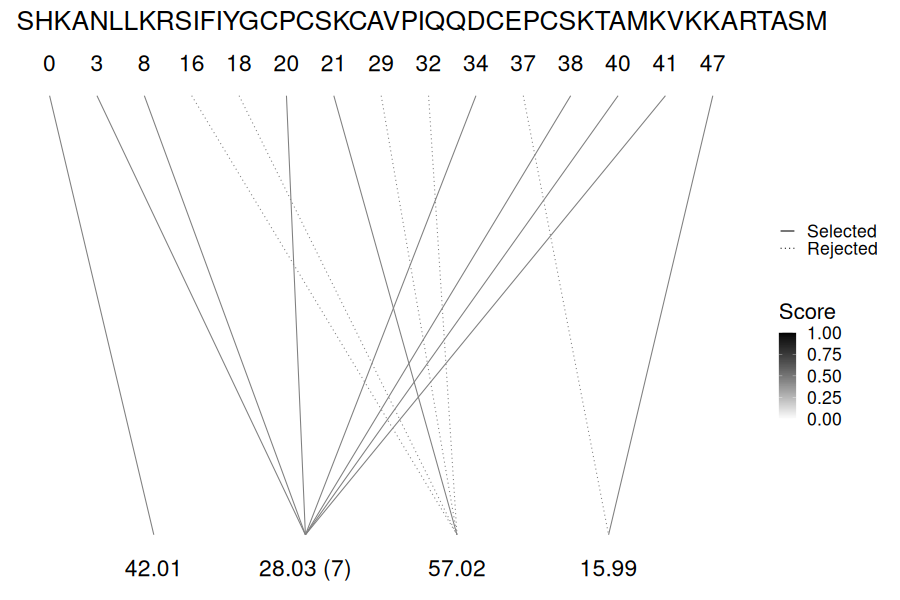 SHKANLLKRSIFIYGCPCSKCAVPIQQDCEPCSKTAMKVKKARTASM
0 3 8 16 18 20 21 29 32 34 37 38 40 41 47
Selected
Rejected
Score
1.00
0.75
0.50
0.25
0.00
42.01 28.03 (7) 57.02 15.99